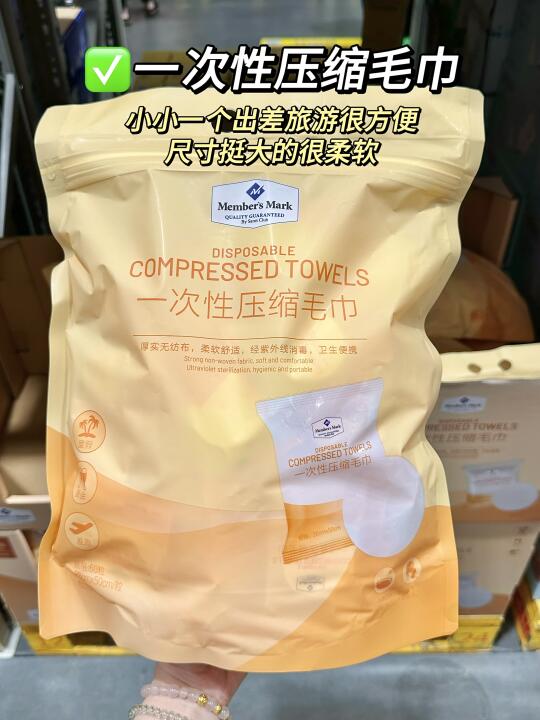 ✅一次性压缩毛巾
小小一个出差旅游很方便
尺寸挺大的很柔软
Member's Mark
QUALITY GUARANTEED
By Sam's Club
DISPOSABLE
COMPRESSED TOWELS
一次性压缩毛巾
厚实无纺布，柔软舒适，经紫外线消毒，卫生便携
Strong non-woven fabric, soft and comfortable
Ultraviolet sterilization, hygienic and portable
Member's Mark
DISPOSABLE
COMPRESSED TOWELS
一次性压缩毛巾
Member's Mark
DISPOSABLE
COMPRESSED TOWELS
一次性压缩毛巾